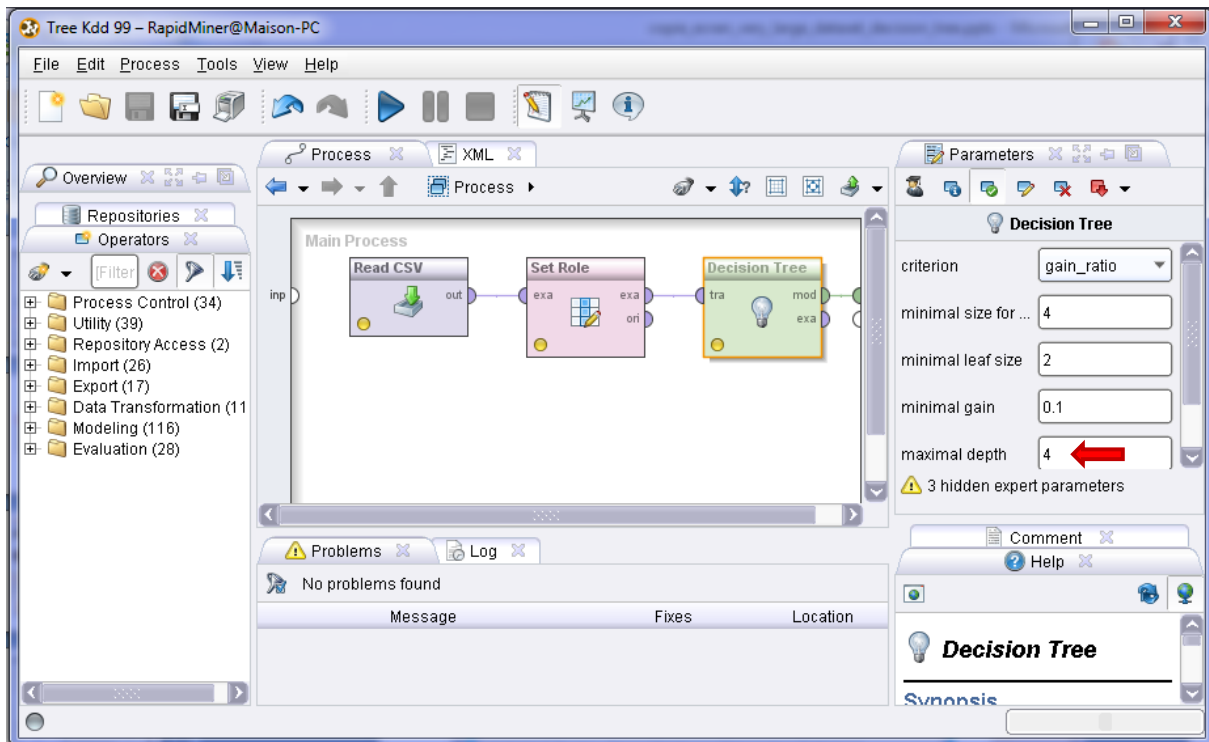 Tree Kdd 99 – RapidMiner@Maison-PC
File Edit Process Tools View Help
Overview
Repositories
Operators
[Filter
Process Control (34)
Utility (39)
Repository Access (2)
Import (26)
Export (17)
Data Transformation (11
Modeling (116)
Evaluation (28)
Process XML
Process
Main Process
inp
Read CSV
out
Set Role
exa exa
ori
Decision Tree
tra mod
exa
Problems Log
No problems found
Message Fixes Location
Parameters
Decision Tree
criterion gain_ratio
minimal size for ... 4
minimal leaf size 2
minimal gain 0.1
maximal depth 4
3 hidden expert parameters
Comment
Help
Decision Tree
Synopsis